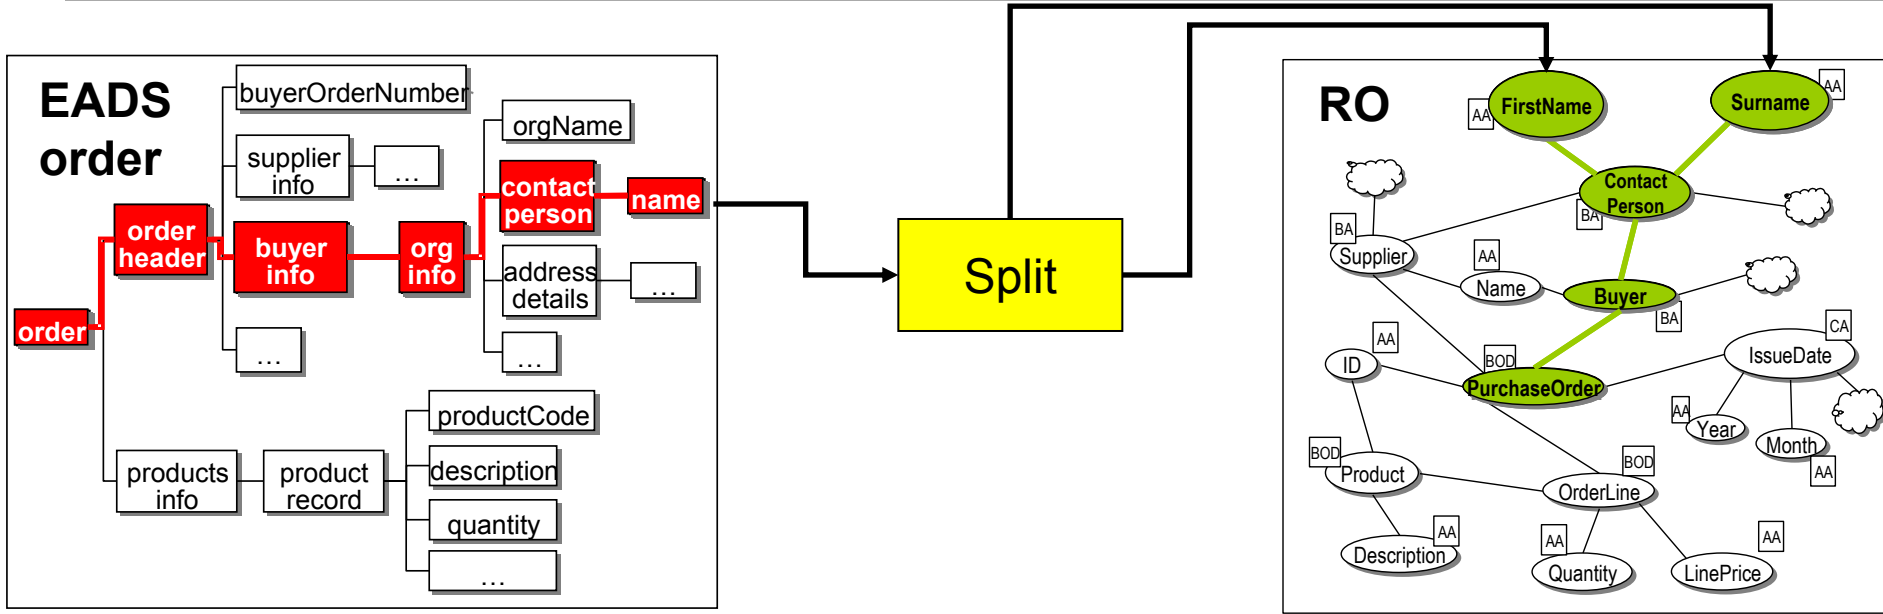 EADS
order
buyerOrderNumber
supplier
info
...
order
header
buyer
info
org
info
orgName
contact
person
name
address
details
...
...
...
order
products
info
product
record
productCode
description
quantity
...
Split
RO
FirstName
AA
Surname
AA
Contact
Person
BA
BA
Supplier
AA
Name
Buyer
BA
AA
ID
BOD
PurchaseOrder
CA
IssueDate
AA
Year
Month
AA
BOD
Product
BOD
OrderLine
AA
Description
AA
Quantity
AA
LinePrice